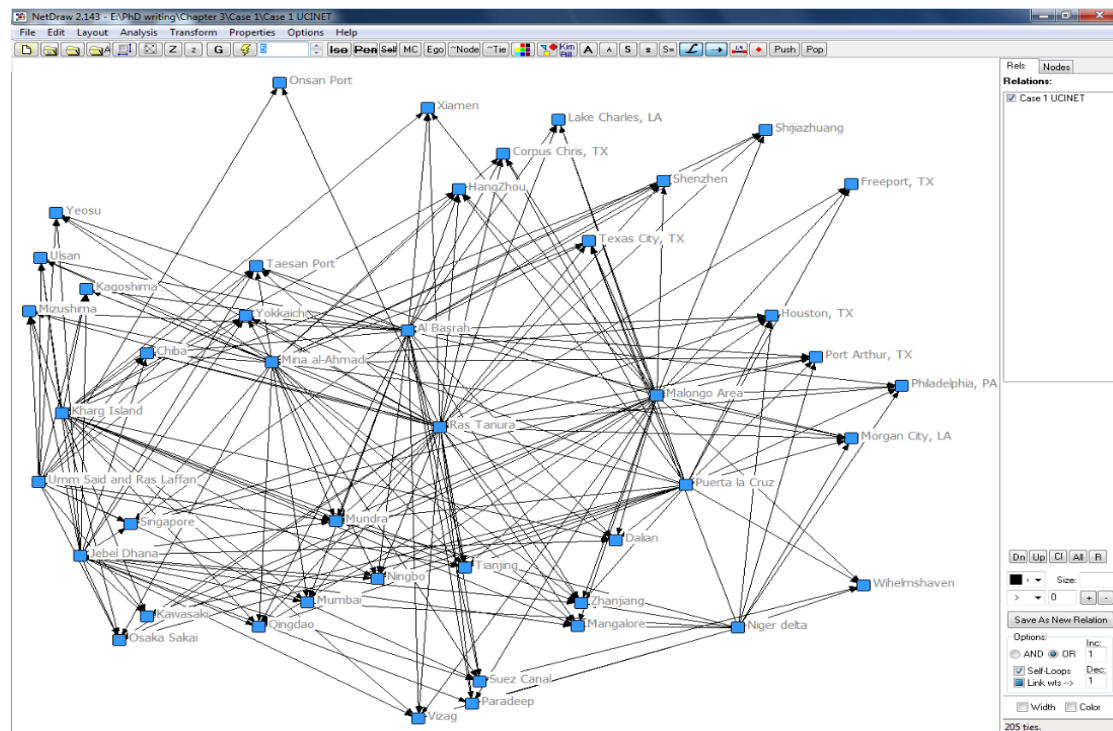 NetDraw 2.143 - E:\PhD writing\Chapter 3\Case 1\Case 1 UCINET
File Edit Layout Analysis Transform Properties Options Help
A Z z G 5 Iso Pen Self MC Ego ~Node ~Tie Kim All A A S s S= L → Push Pop
Rels Nodes
Relations:
Case 1 UCINET
Onsan Port
Xiamen
Lake Charles, LA
Shijiazhuang
Corpus Chris, TX
HangZhou
Shenzhen
Freeport, TX
Yeosu
Texas City, TX
Ulsan
Taesan Port
Kagoshima
Mizushima
Yokkaichi
Houston, TX
Al Başrah
Chiba
Mina al-Ahmadi
Port Arthur, TX
Philadelphia, PA
Malongo Area
Kharg Island
Ras Tanura
Morgan City, LA
Umm Said and Ras Laffan
Puerta la Cruz
Singapore
Mundra
Dalian
Jebel Dhana
Tianjing
Ningbo
Wihelmshaven
Mumbai
Zhanjiang
Kawasaki
Qingdao
Mangalore
Niger delta
Osaka Sakai
Suez Canal
Paradeep
Vizag
Dn Up Cl All R
Size:
> 0 + -
Save As New Relation
Options:
Inc:
AND OR 1
Self-Loops
Dec:
Link wts --> 1
Width Color
205 ties.